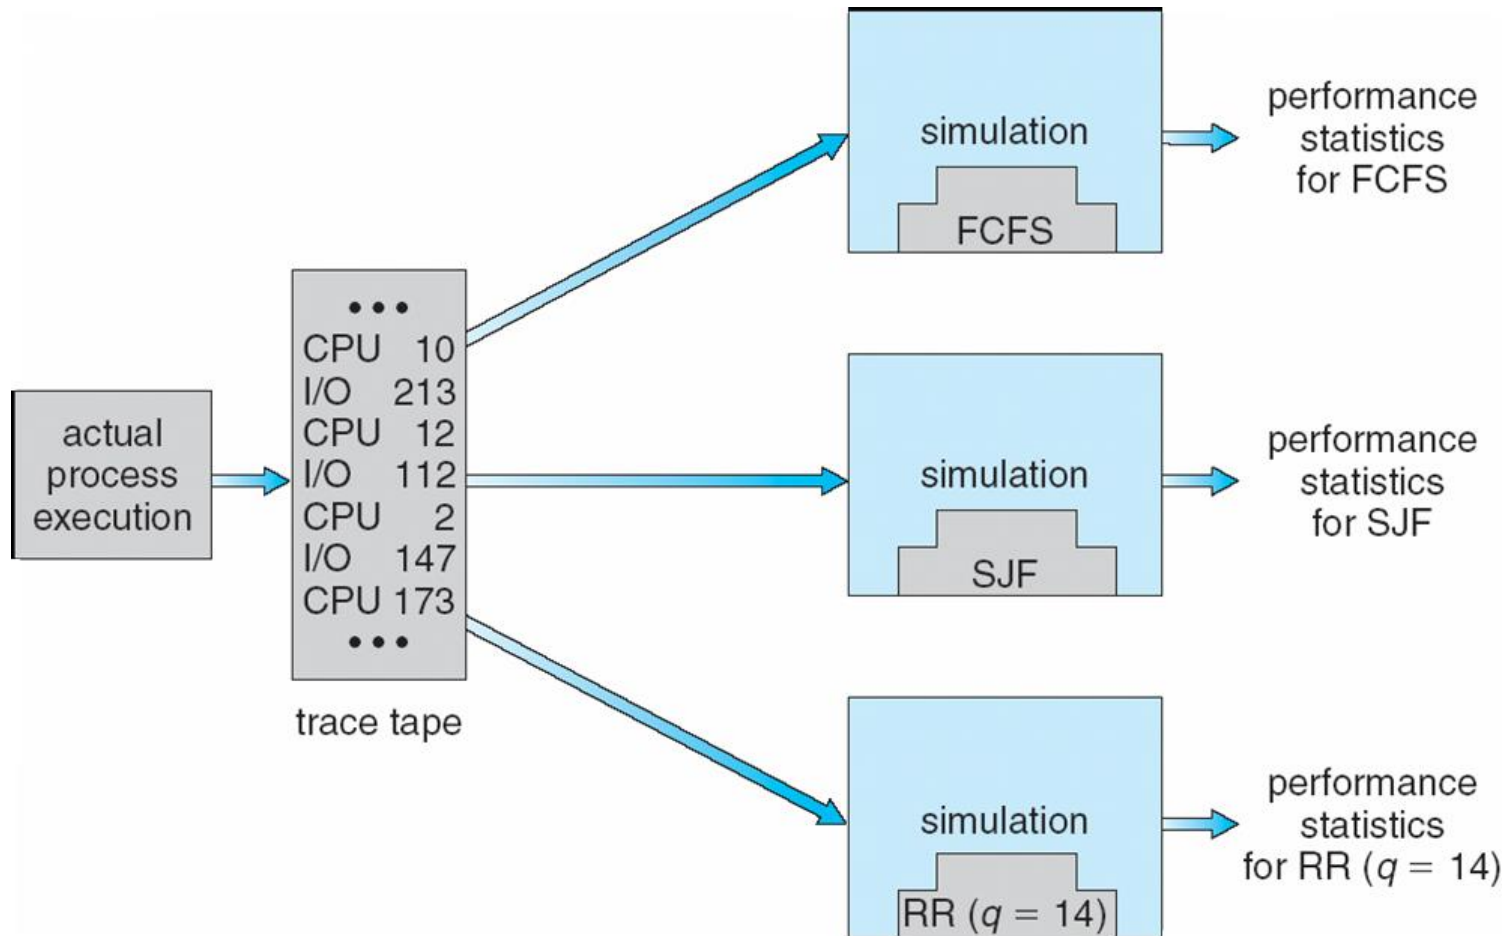 actual
process
execution
• • •
CPU 10
I/O 213
CPU 12
I/O 112
CPU 2
I/O 147
CPU 173
• • •
trace tape
simulation
FCFS
performance
statistics
for FCFS
simulation
SJF
performance
statistics
for SJF
simulation
RR (q = 14)
performance
statistics
for RR (q = 14)